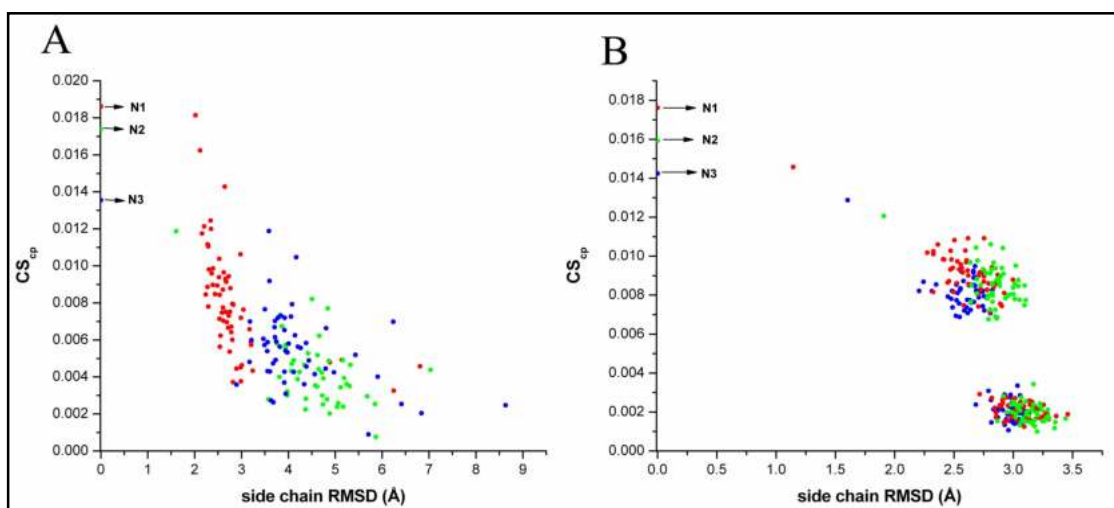 A
0.020
0.018
0.016
0.014
0.012
0.010
0.008
0.006
0.004
0.002
0.000
CScp
N1
N2
N3
0 1 2 3 4 5 6 7 8 9
side chain RMSD (Å)
B
0.018
0.016
0.014
0.012
0.010
0.008
0.006
0.004
0.002
0.000
CScp
N1
N2
N3
0.0 0.5 1.0 1.5 2.0 2.5 3.0 3.5
side chain RMSD (Å)